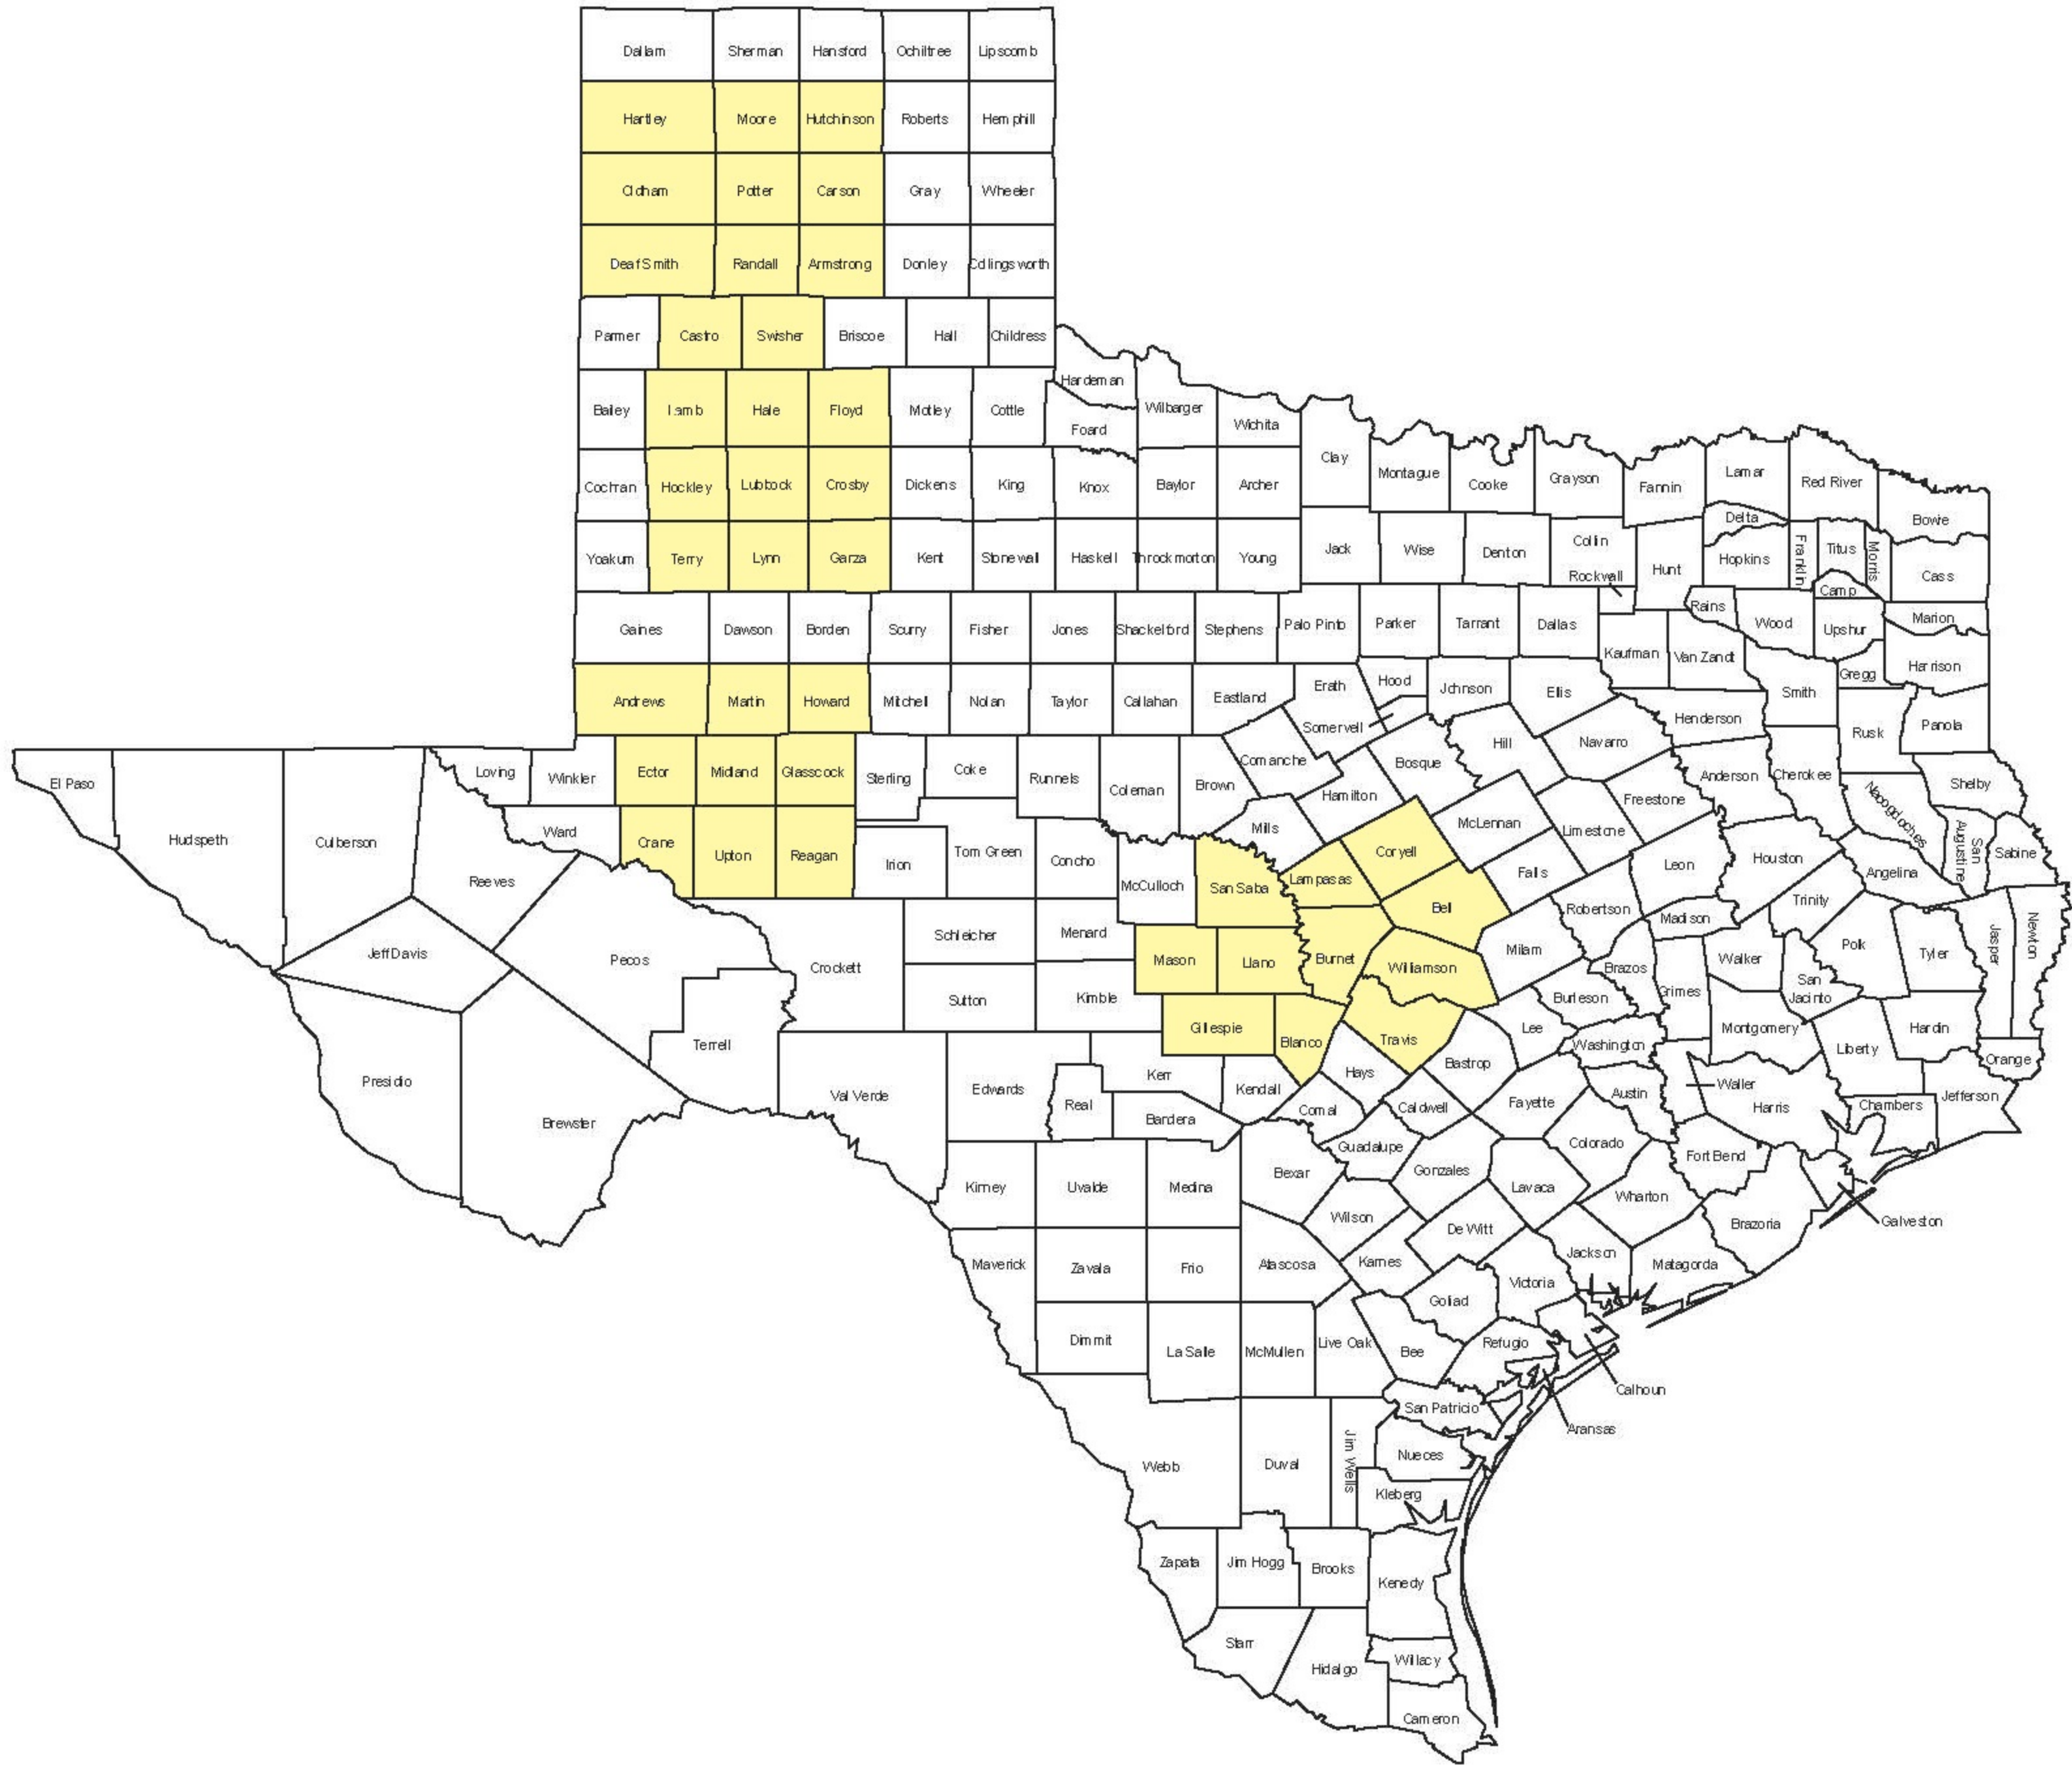 Dallam Sherman Hansford Ochiltree Lipscomb
Hartley Moore Hutchinson Roberts Hemphill
Oldham Potter Carson Gray Wheeler
Deaf Smith Randall Armstrong Donley Collingsworth
Parmer Castro Swisher Briscoe Hall Childress
Hardeman
Bailey Lamb Hale Floyd Motley Cottle Foard Wilbarger Wichita
Clay Montague Cooke Grayson Fannin Lamar Red River
Cochran Hockley Lubbock Crosby Dickens King Knox Baylor Archer
Delta Bowie
Yoakum Terry Lynn Garza Kent Stonewall Haskell Throckmorton Young Jack Wise Denton Collin Hunt Hopkins Franklin Titus Morris Cass
Rockwall Camp
Gaines Dawson Borden Scurry Fisher Jones Shackelford Stephens Palo Pinto Parker Tarrant Dallas Rains Wood Upshur Marion
Kaufman Van Zandt Gregg Harrison
Andrews Martin Howard Mitchell Nolan Taylor Callahan Eastland Erath Hood Johnson Ellis Smith
Somervell Henderson Rusk Panola
El Paso Loving Winkler Ector Midland Glasscock Sterling Coke Runnels Coleman Brown Comanche Bosque Hill Navarro Anderson Cherokee Shelby
Hamilton Freestone Nacogdoches
Hudspeth Culberson Ward Crane Upton Reagan Irion Tom Green Concho Mills McLennan Limestone San Augustine Sabine
Reeves McCulloch San Saba Lampasas Coryell Falls Leon Houston Angelina
Bell Robertson Madison Trinity
Jeff Davis Pecos Crockett Schleicher Menard Mason Llano Burnet Williamson Milam Brazos Walker Polk Tyler Jasper Newton
Sutton Kimble Burleson Grimes San Jacinto
Terrell Gillespie Blanco Travis Lee Washington Montgomery Liberty Hardin Orange
Presidio Brewster Val Verde Edwards Real Kerr Kendall Hays Bastrop Austin Waller Harris Chambers Jefferson
Bandera Comal Caldwell Fayette
Guadalupe Gonzales Colorado Fort Bend
Kinney Uvalde Medina Bexar Lavaca Wharton
Wilson De Witt Brazoria Galveston
Maverick Zavala Frio Atascosa Karnes Jackson Matagorda
Goliad Victoria
Dimmit La Salle McMullen Live Oak Bee Refugio
Calhoun
San Patricio Aransas
Webb Duval Jim Wells Nueces
Kleberg
Zapata Jim Hogg Brooks Kenedy
Starr Hidalgo Willacy
Cameron